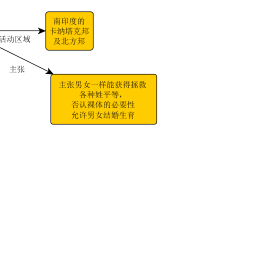 南印度的
卡纳塔克邦
及北方邦
活动区域
主张
主张男女一样能获得拯救
各种姓平等，
否认裸体的必要性
允许男女结婚生育